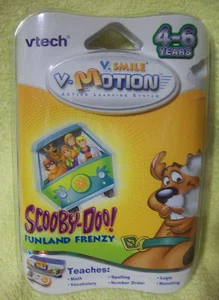 vtech
4-6
YEARS
V.SMILE
V-MOTION
ACTIVE LEARNING SYSTEM
SCOOBY-DOO!
FUNLAND FRENZY
Teaches:
• Math • Spelling • Logic
• Vocabulary • Number Order